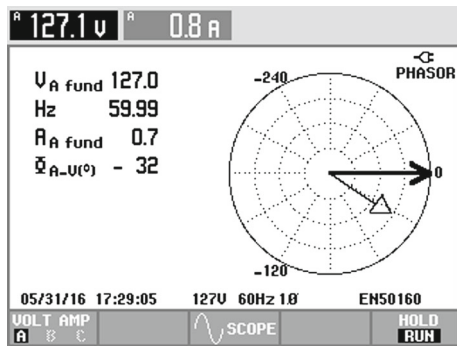 A 127.1 V A 0.8 A
PHASOR
V A fund 127.0
Hz 59.99
A A fund 0.7
Φ A-V(°) - 32
-240
0
-120
05/31/16 17:29:05 127V 60Hz 1Ø EN50160
VOLT AMP
A B C
SCOPE
HOLD
RUN